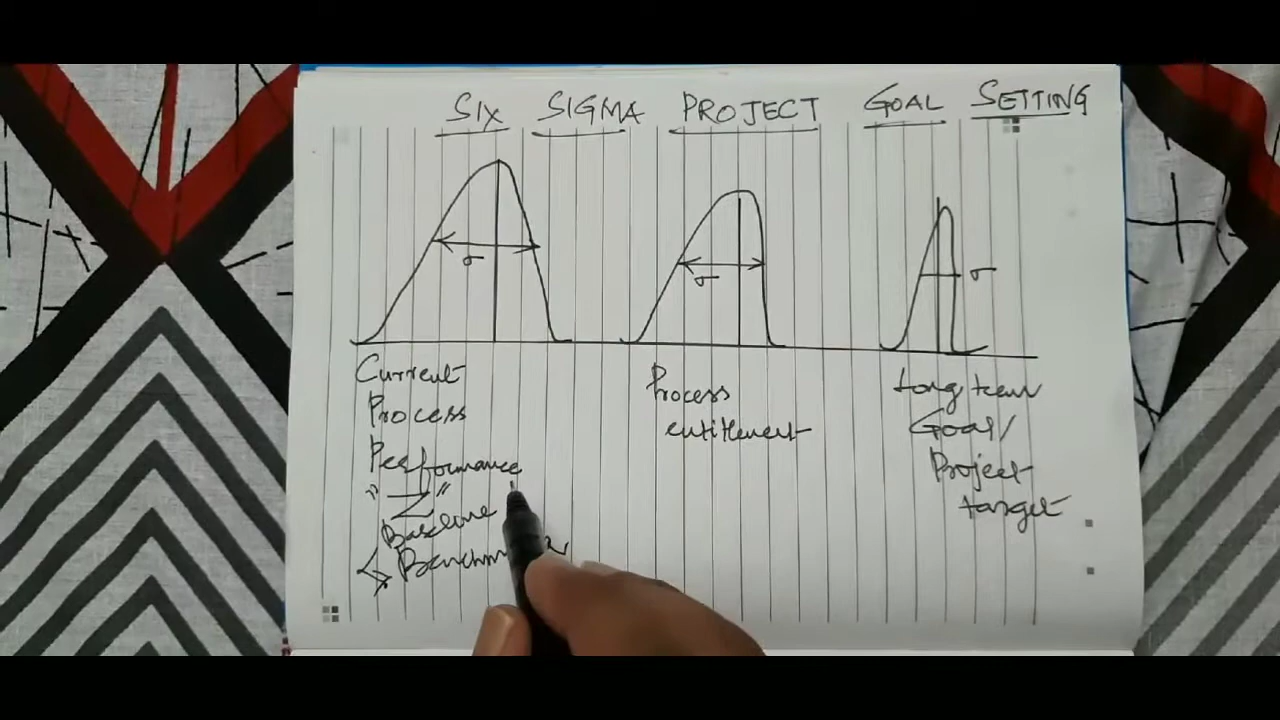 SIX SIGMA PROJECT GOAL SETTING
σ
σ
σ
Current
Process
Performance
"Z"
Baseline
Process
entitlement
Long term
Goal/
Project
target